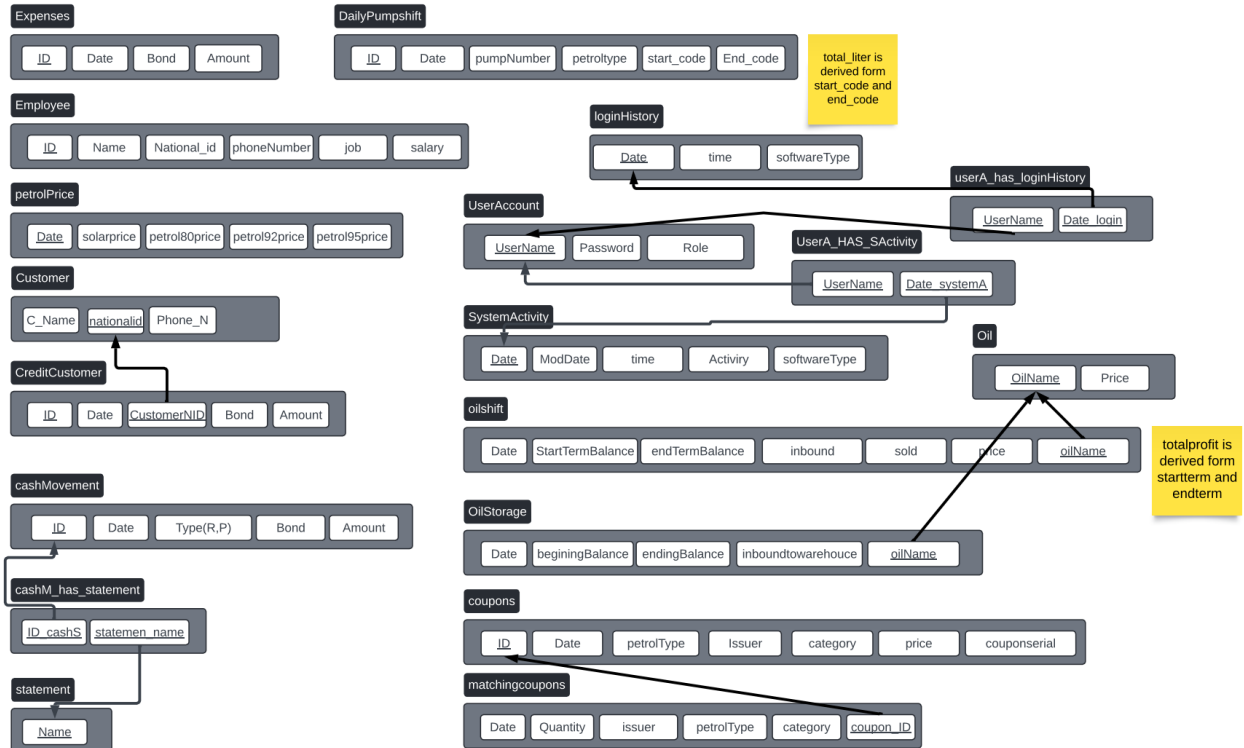 Expenses
ID Date Bond Amount
DailyPumpshift
ID Date pumpNumber petroltype start_code End_code
total_liter is
derived form
start_code and
end_code
Employee
ID Name National_id phoneNumber job salary
loginHistory
Date time softwareType
userA_has_loginHistory
UserName Date_login
petrolPrice
Date solarprice petrol80price petrol92price petrol95price
UserAccount
UserName Password Role
UserA_HAS_SActivity
UserName Date_systemA
Customer
C_Name nationalid Phone_N
SystemActivity
Date ModDate time Activiry softwareType
Oil
OilName Price
CreditCustomer
ID Date CustomerNID Bond Amount
oilshift
Date StartTermBalance endTermBalance inbound sold price oilName
totalprofit is
derived form
startterm and
endterm
cashMovement
ID Date Type(R,P) Bond Amount
OilStorage
Date beginingBalance endingBalance inboundtowarehouce oilName
cashM_has_statement
ID_cashS statemen_name
coupons
ID Date petrolType Issuer category price couponserial
statement
Name
matchingcoupons
Date Quantity issuer petrolType category coupon_ID